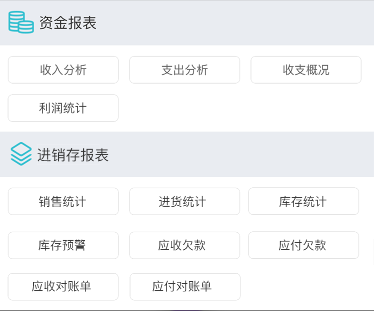 资金报表
收入分析 支出分析 收支概况
利润统计
进销存报表
销售统计 进货统计 库存统计
库存预警 应收欠款 应付欠款
应收对账单 应付对账单